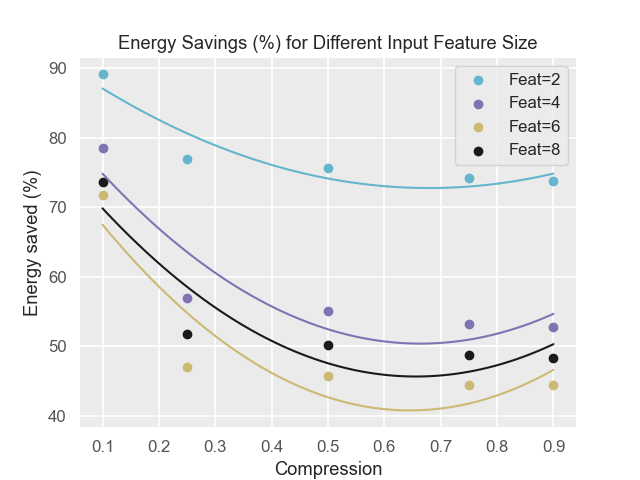 Energy Savings (%) for Different Input Feature Size
Feat=2
Feat=4
Feat=6
Feat=8
Energy saved (%)
90
80
70
60
50
40
0.1 0.2 0.3 0.4 0.5 0.6 0.7 0.8 0.9
Compression